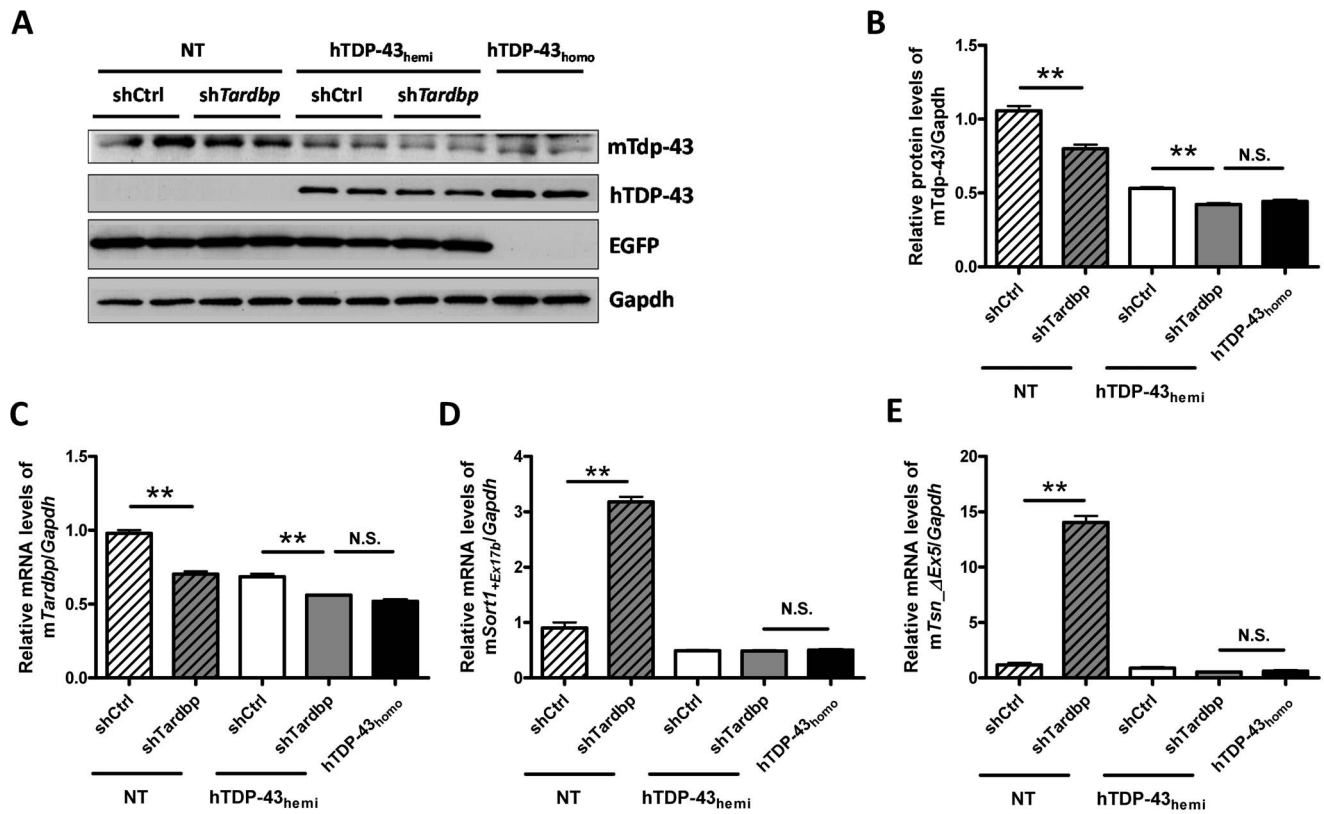 A
NT hTDP-43hemi hTDP-43homo
shCtrl shTardbp shCtrl shTardbp
mTdp-43
hTDP-43
EGFP
Gapdh
B
Relative protein levels of
mTdp-43/Gapdh
1.5
1.0
0.5
0.0
** ** N.S.
shCtrl shTardbp shCtrl shTardbp hTDP-43homo
NT hTDP-43hemi
C
Relative mRNA levels of
mTardbp/Gapdh
1.5
1.0
0.5
0.0
** ** N.S.
shCtrl shTardbp shCtrl shTardbp hTDP-43homo
NT hTDP-43hemi
D
Relative mRNA levels of
mSort1+Ex17b/Gapdh
4
3
2
1
0
** N.S.
shCtrl shTardbp shCtrl shTardbp hTDP-43homo
NT hTDP-43hemi
E
Relative mRNA levels of
mTsn_ΔEx5/Gapdh
20
15
10
5
0
** N.S.
shCtrl shTardbp shCtrl shTardbp hTDP-43homo
NT hTDP-43hemi